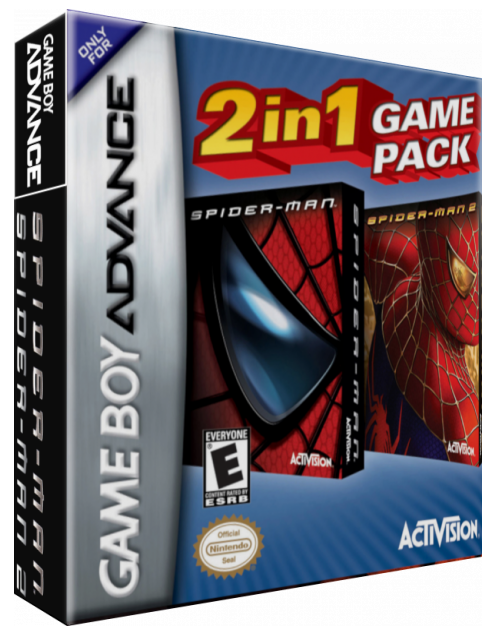 GAME BOY
ADVANCE
SPIDER-MAN
SPIDER-MAN 2
ONLY
FOR
GAME BOY ADVANCE
2 in 1
GAME
PACK
SPIDER-MAN
SPIDER-MAN
ACTIVISION
SPIDER-MAN 2
EVERYONE
E
CONTENT RATED BY
ESRB
ACTIVISION
ACTIVISION
Official
Nintendo
Seal
ACTIVISION